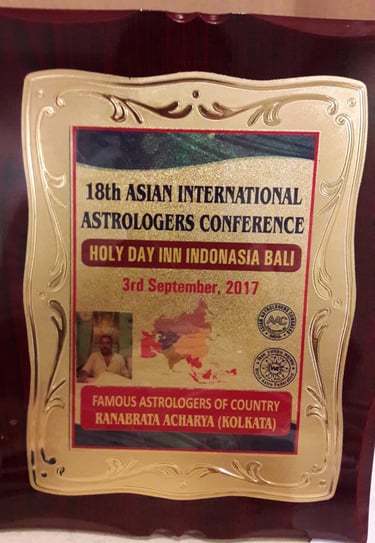 18th ASIAN INTERNATIONAL
ASTROLOGERS CONFERENCE
HOLY DAY INN INDONASIA BALI
3rd September, 2017
AAC
FAMOUS ASTROLOGERS OF COUNTRY
RANABRATA ACHARYA (KOLKATA)